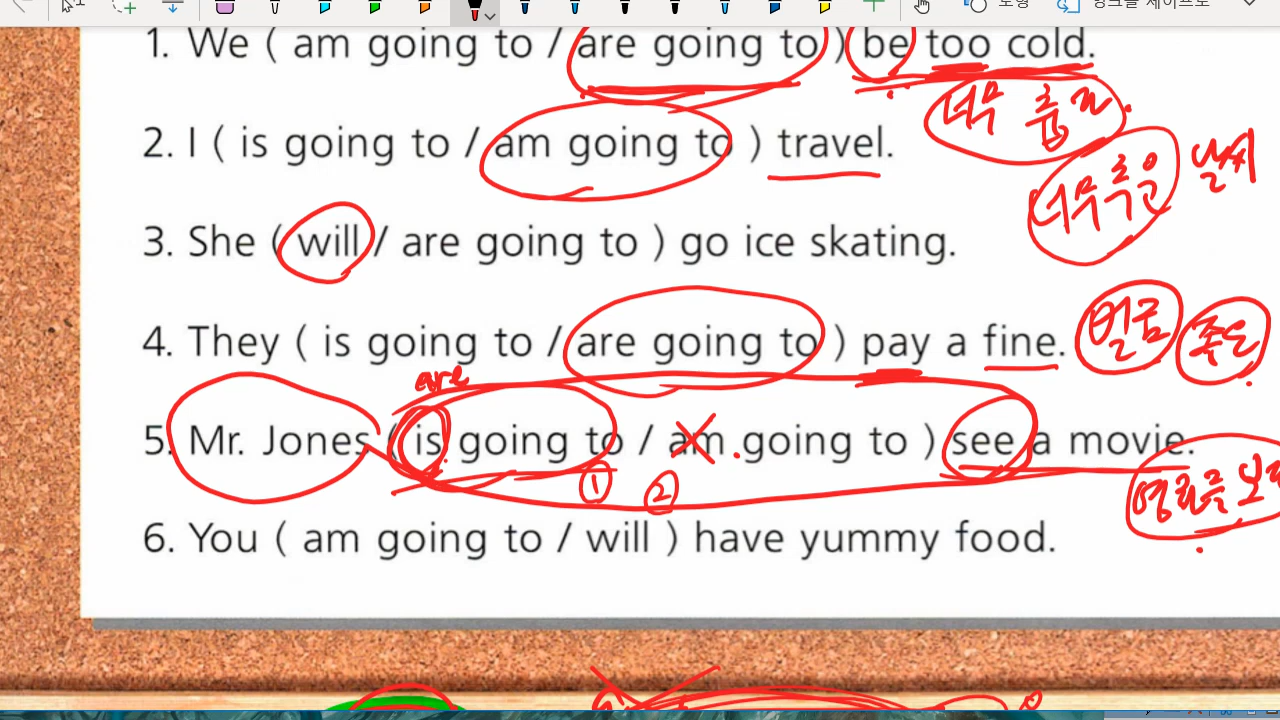 1. We ( am going to / are going to ) be too cold.
너무 춥고
2. I ( is going to / am going to ) travel.
너무 추운 날씨
3. She ( will / are going to ) go ice skating.
4. They ( is going to / are going to ) pay a fine.
벌금
are
5. Mr. Jones ( is going to / am going to ) see a movie.
① ②
영화를
6. You ( am going to / will ) have yummy food.